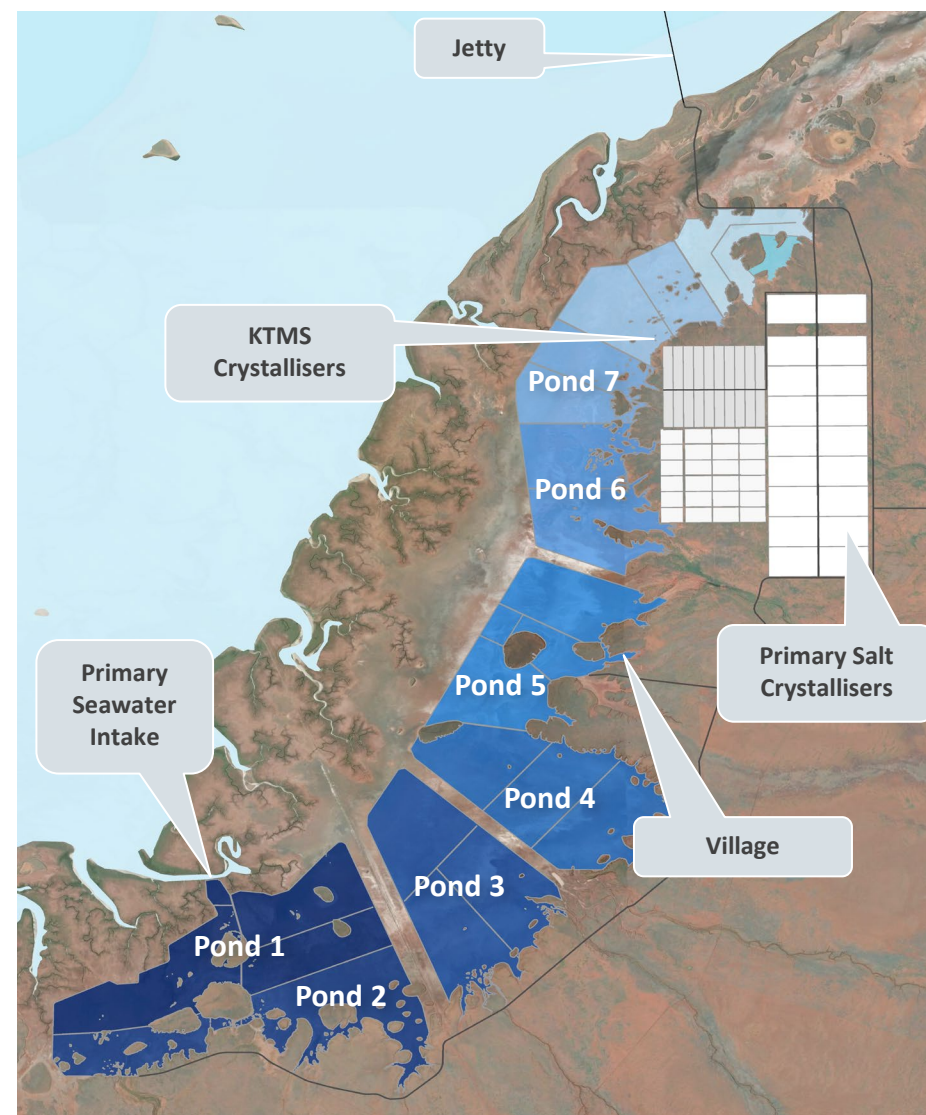 Jetty
KTMS
Crystallisers
Pond 7
Pond 6
Primary Salt
Crystallisers
Primary
Seawater
Intake
Pond 5
Pond 4
Village
Pond 3
Pond 1
Pond 2